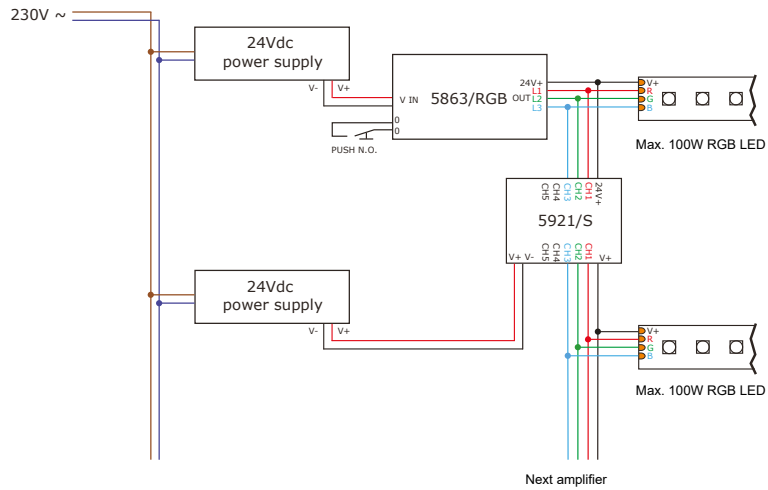 230V ~
24Vdc
power supply
V- V+
V IN
5863/RGB
24V+
L1
OUT L2
L3
0
0
PUSH N.O.
V+
R
G
B
Max. 100W RGB LED
CH5 CH4 CH3 CH2 CH1 24V+
5921/S
V+ V- CH5 CH4 CH3 CH2 CH1 V+
24Vdc
power supply
V- V+
V+
R
G
B
Max. 100W RGB LED
Next amplifier